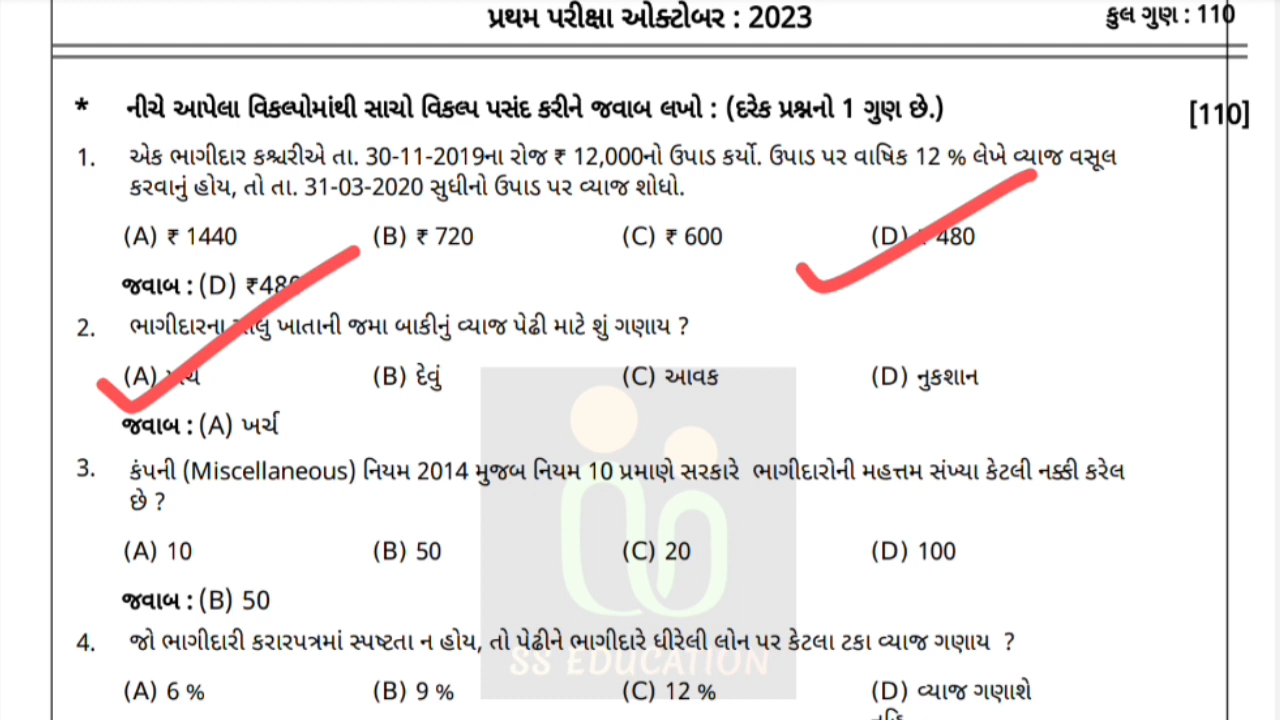 પ્રથમ પરીક્ષા ઓક્ટોબર : 2023
કુલ ગુણ : 110
* નીચે આપેલા વિકલ્પોમાંથી સાચો વિકલ્પ પસંદ કરીને જવાબ લખો : (દરેક પ્રશ્નનો 1 ગુણ છે.) [110]
1. એક ભાગીદાર કશ્ચરીએ તા. 30-11-2019ના રોજ ₹ 12,000નો ઉપાડ કર્યો. ઉપાડ પર વાષિક 12 % લેખે વ્યાજ વસૂલ
કરવાનું હોય, તો તા. 31-03-2020 સુધીનો ઉપાડ પર વ્યાજ શોધો.
(A) ₹ 1440 (B) ₹ 720 (C) ₹ 600 (D) ₹ 480
જવાબ : (D) ₹480
2. ભાગીદારના ચાલુ ખાતાની જમા બાકીનું વ્યાજ પેઢી માટે શું ગણાય ?
(A) ખર્ચ (B) દેવું (C) આવક (D) નુકશાન
જવાબ : (A) ખર્ચ
3. કંપની (Miscellaneous) નિયમ 2014 મુજબ નિયમ 10 પ્રમાણે સરકારે ભાગીદારોની મહત્તમ સંખ્યા કેટલી નક્કી કરેલ
છે ?
(A) 10 (B) 50 (C) 20 (D) 100
જવાબ : (B) 50
4. જો ભાગીદારી કરારપત્રમાં સ્પષ્ટતા ન હોય, તો પેઢીને ભાગીદારે ધીરેલી લોન પર કેટલા ટકા વ્યાજ ગણાય ?
SS EDUCATION
(A) 6 % (B) 9 % (C) 12 % (D) વ્યાજ ગણાશે